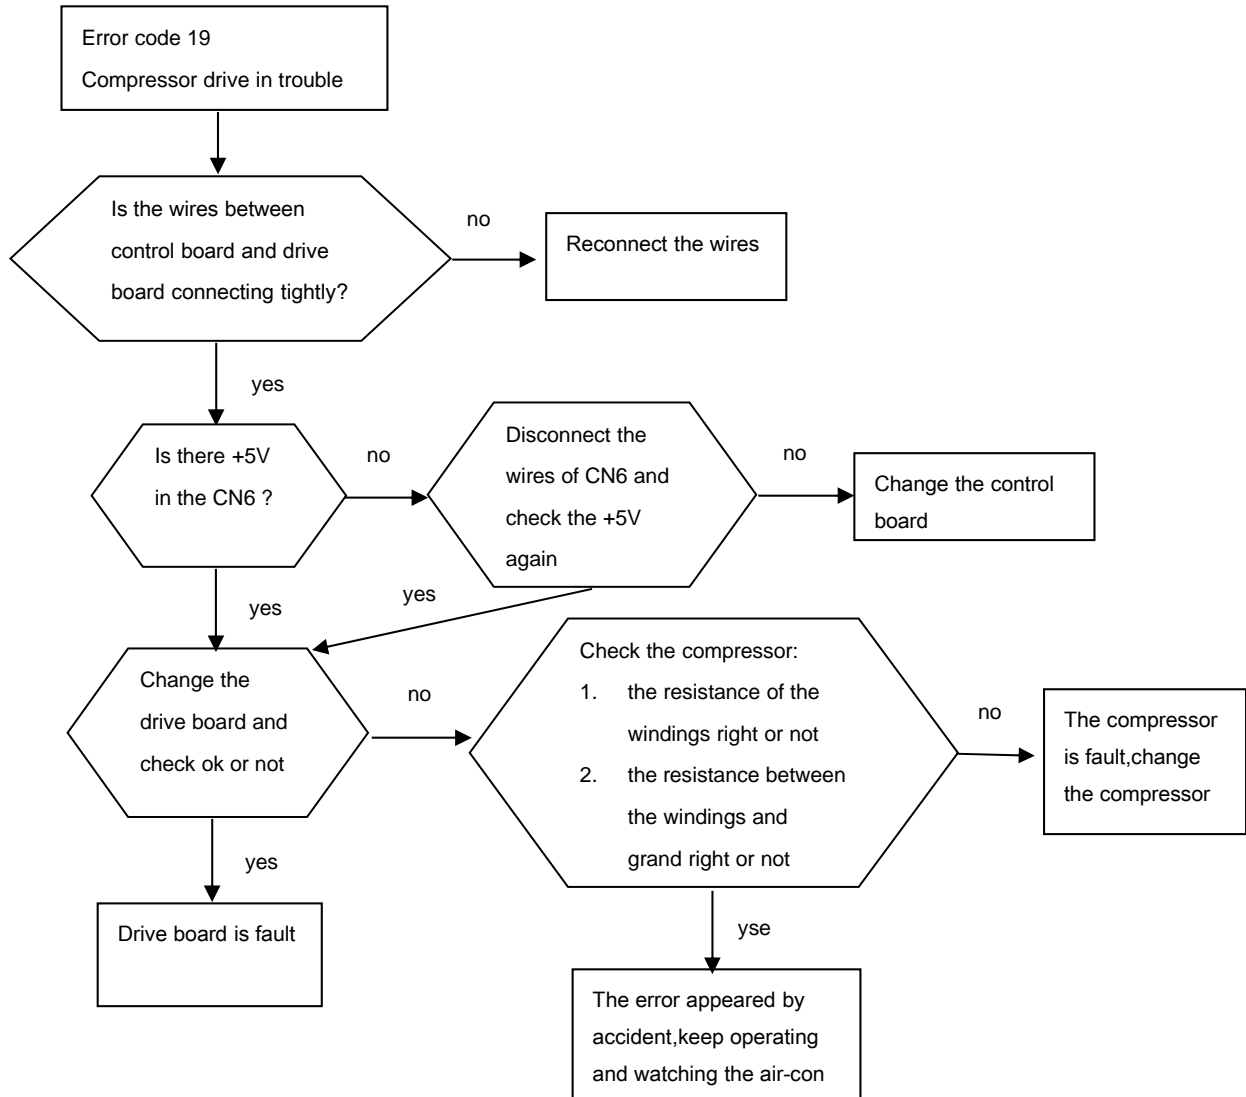 Error code 19
Compressor drive in trouble
Is the wires between
control board and drive
board connecting tightly?
no
Reconnect the wires
yes
Is there +5V
in the CN6 ?
no
Disconnect the
wires of CN6 and
check the +5V
again
no
Change the control
board
yes
yes
Change the
drive board and
check ok or not
no
Check the compressor:
1. the resistance of the
windings right or not
2. the resistance between
the windings and
grand right or not
no
The compressor
is fault,change
the compressor
yes
Drive board is fault
yse
The error appeared by
accident,keep operating
and watching the air-con